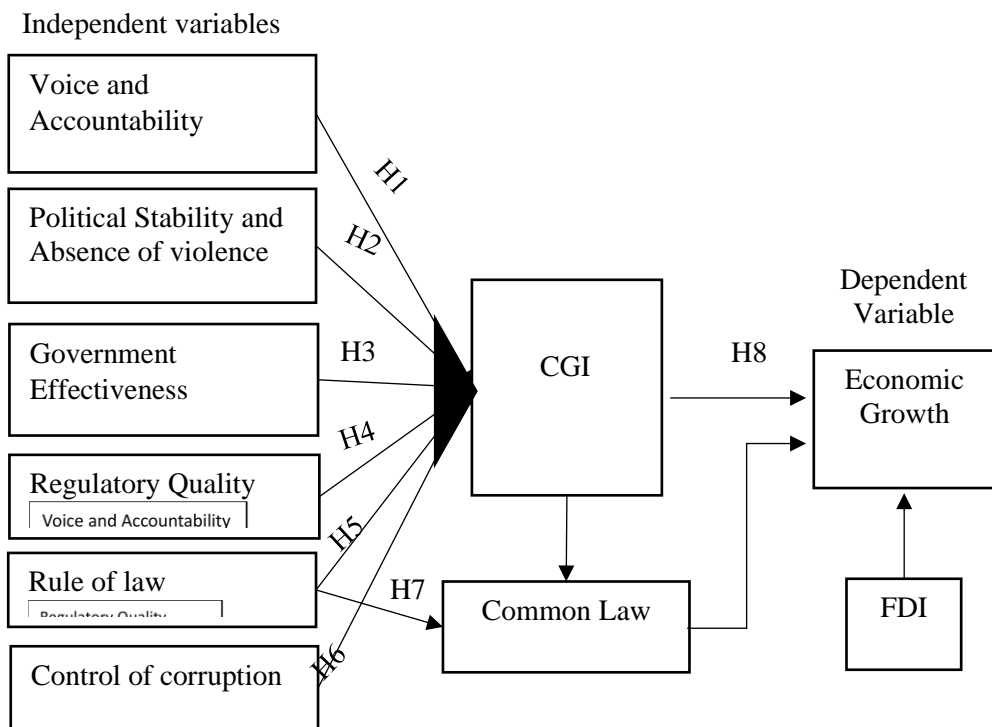 Independent variables
Voice and
Accountability
H1
Political Stability and
Absence of violence
H2
Government
Effectiveness
H3
Regulatory Quality
Voice and Accountability
H4
Rule of law
Regulatory Quality
H5
H7
Control of corruption
H6
CGI
Common Law
H8
Dependent
Variable
Economic
Growth
FDI